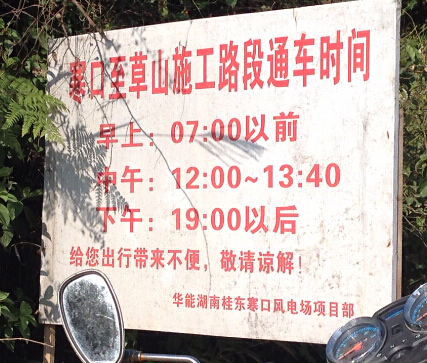 寒口至草山施工路段通车时间
早上：07:00以前
中午：12:00~13:40
下午：19:00以后
给您出行带来不便，敬请谅解！
华能湖南桂东寒口风电场项目部